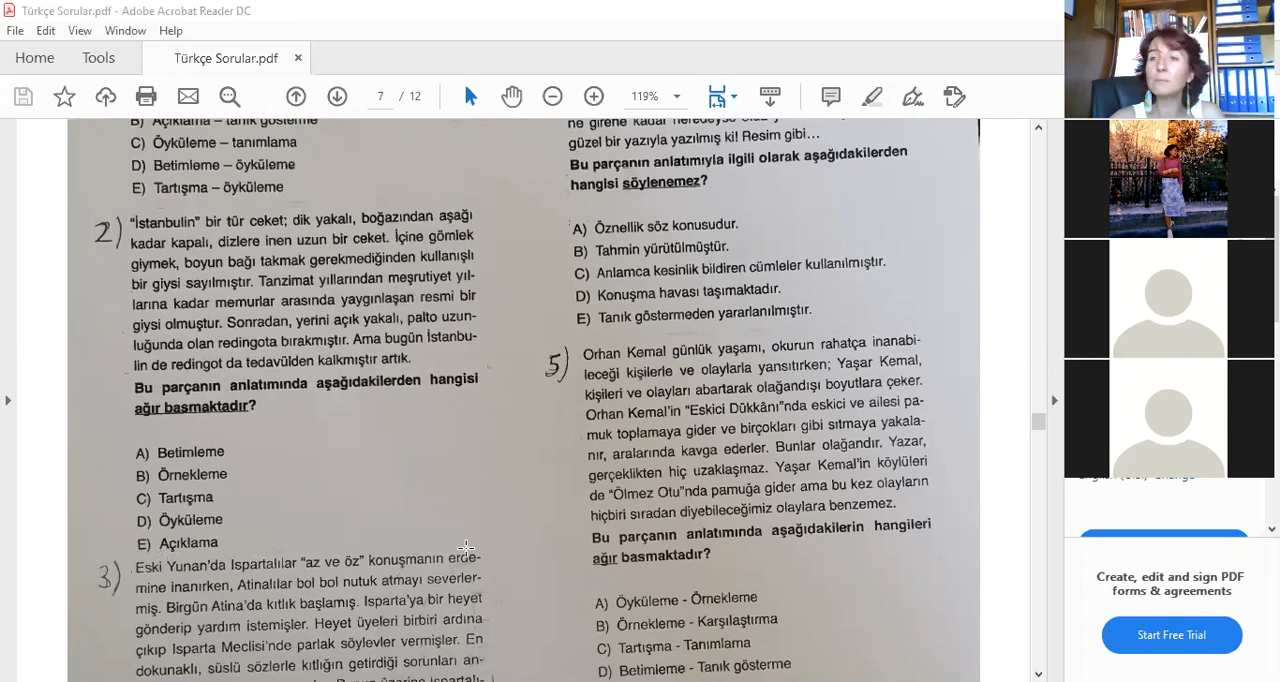 Türkçe Sorular.pdf - Adobe Acrobat Reader DC
File Edit View Window Help
Home Tools Türkçe Sorular.pdf ×
7 / 12 119%
B) Açıklama – tanık gösterme
C) Öyküleme – tanımlama
D) Betimleme – öyküleme
E) Tartışma – öyküleme
2) “İstanbulin” bir tür ceket; dik yakalı, boğazından aşağı
kadar kapalı, dizlere inen uzun bir ceket. İçine gömlek
giymek, boyun bağı takmak gerekmediğinden kullanışlı
bir giysi sayılmıştır. Tanzimat yıllarından meşrutiyet yıl-
larına kadar memurlar arasında yaygınlaşan resmi bir
giysi olmuştur. Sonradan, yerini açık yakalı, palto uzun-
luğunda olan redingota bırakmıştır. Ama bugün İstanbu-
lin de redingot da tedavülden kalkmıştır artık.
Bu parçanın anlatımında aşağıdakilerden hangisi
ağır basmaktadır?
A) Betimleme
B) Örnekleme
C) Tartışma
D) Öyküleme
E) Açıklama
3) Eski Yunan’da Ispartalılar “az ve öz” konuşmanın erde-
mine inanırken, Atinalılar bol bol nutuk atmayı severler-
miş. Birgün Atina’da kıtlık başlamış. Isparta’ya bir heyet
gönderip yardım istemişler. Heyet üyeleri birbiri ardına
çıkıp Isparta Meclisi’nde parlak söylevler vermişler. En
dokunaklı, süslü sözlerle kıtlığın getirdiği sorunları an-
ne girene kadar neredeyse
güzel bir yazıyla yazılmış ki! Resim gibi...
Bu parçanın anlatımıyla ilgili olarak aşağıdakilerden
hangisi söylenemez?
A) Öznellik söz konusudur.
B) Tahmin yürütülmüştür.
C) Anlamca kesinlik bildiren cümleler kullanılmıştır.
D) Konuşma havası taşımaktadır.
E) Tanık göstermeden yararlanılmıştır.
5) Orhan Kemal günlük yaşamı, okurun rahatça inanabi-
leceği kişilerle ve olaylarla yansıtırken; Yaşar Kemal,
kişileri ve olayları abartarak olağandışı boyutlara çeker.
Orhan Kemal’in “Eskici Dükkânı”nda eskici ve ailesi pa-
muk toplamaya gider ve birçokları gibi sıtmaya yakala-
nır, aralarında kavga ederler. Bunlar olağandır. Yazar,
gerçeklikten hiç uzaklaşmaz. Yaşar Kemal’in köylüleri
de “Ölmez Otu”nda pamuğa gider ama bu kez olayların
hiçbiri sıradan diyebileceğimiz olaylara benzemez.
Bu parçanın anlatımında aşağıdakilerin hangileri
ağır basmaktadır?
A) Öyküleme - Örnekleme
B) Örnekleme - Karşılaştırma
C) Tartışma - Tanımlama
D) Betimleme - Tanık gösterme
Create, edit and sign PDF
forms & agreements
Start Free Trial